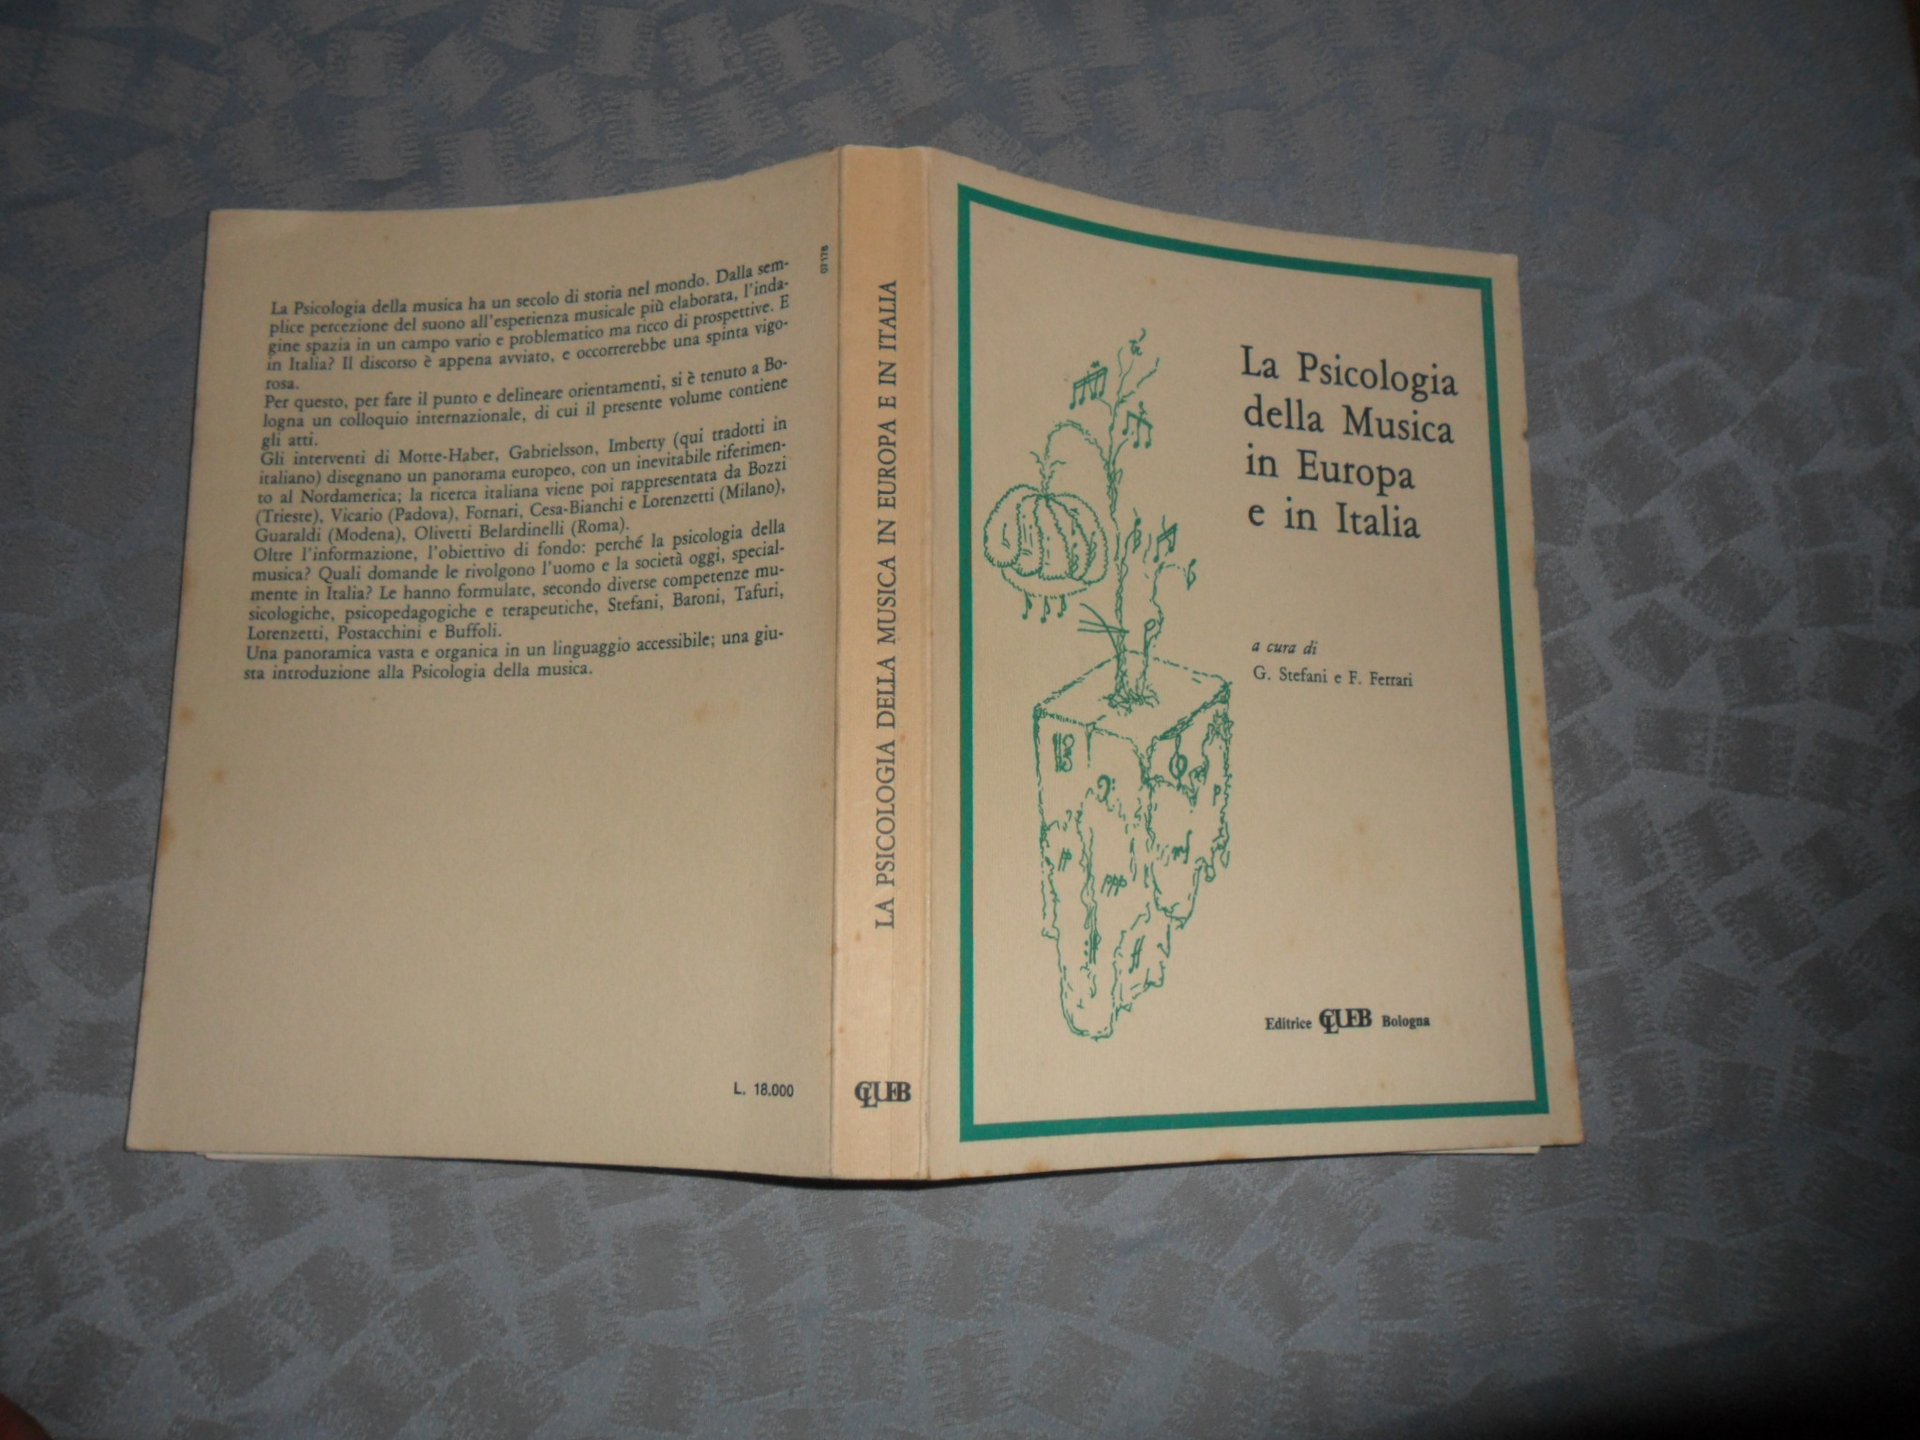 La Psicologia della musica ha un secolo di storia nel mondo. Dalla sem-
plice percezione del suono all'esperienza musicale più elaborata, l'inda-
gine spazia in un campo vario e problematico ma ricco di prospettive. E
in Italia? Il discorso è appena avviato, e occorrerebbe una spinta vigo-
rosa.
Per questo, per fare il punto e delineare orientamenti, si è tenuto a Bo-
logna un colloquio internazionale, di cui il presente volume contiene
gli atti.
Gli interventi di Motte-Haber, Gabrielsson, Imberty (qui tradotti in
italiano) disegnano un panorama europeo, con un inevitabile riferimen-
to al Nordamerica; la ricerca italiana viene poi rappresentata da Bozzi
(Trieste), Vicario (Padova), Fornari, Cesa-Bianchi e Lorenzetti (Milano),
Guaraldi (Modena), Olivetti Belardinelli (Roma).
Oltre l'informazione, l'obiettivo di fondo: perché la psicologia della
musica? Quali domande le rivolgono l'uomo e la società oggi, special-
mente in Italia? Le hanno formulate, secondo diverse competenze mu-
sicologiche, psicopedagogiche e terapeutiche, Stefani, Baroni, Tafuri,
Lorenzetti, Postacchini e Buffoli.
Una panoramica vasta e organica in un linguaggio accessibile; una giu-
sta introduzione alla Psicologia della musica.
L. 18.000
LA PSICOLOGIA DELLA MUSICA IN EUROPA E IN ITALIA
CLUEB
La Psicologia
della Musica
in Europa
e in Italia
a cura di
G. Stefani e F. Ferrari
ppp
mf
Editrice CLUEB Bologna